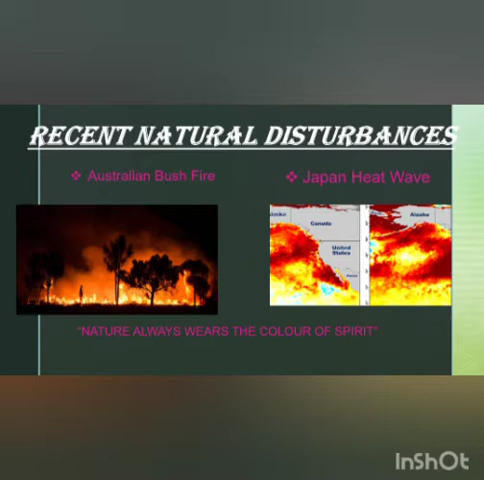 RECENT NATURAL DISTURBANCES
❖ Australian Bush Fire
❖ Japan Heat Wave
Canada
Alaska
United
States
"NATURE ALWAYS WEARS THE COLOUR OF SPIRIT"
InShOt